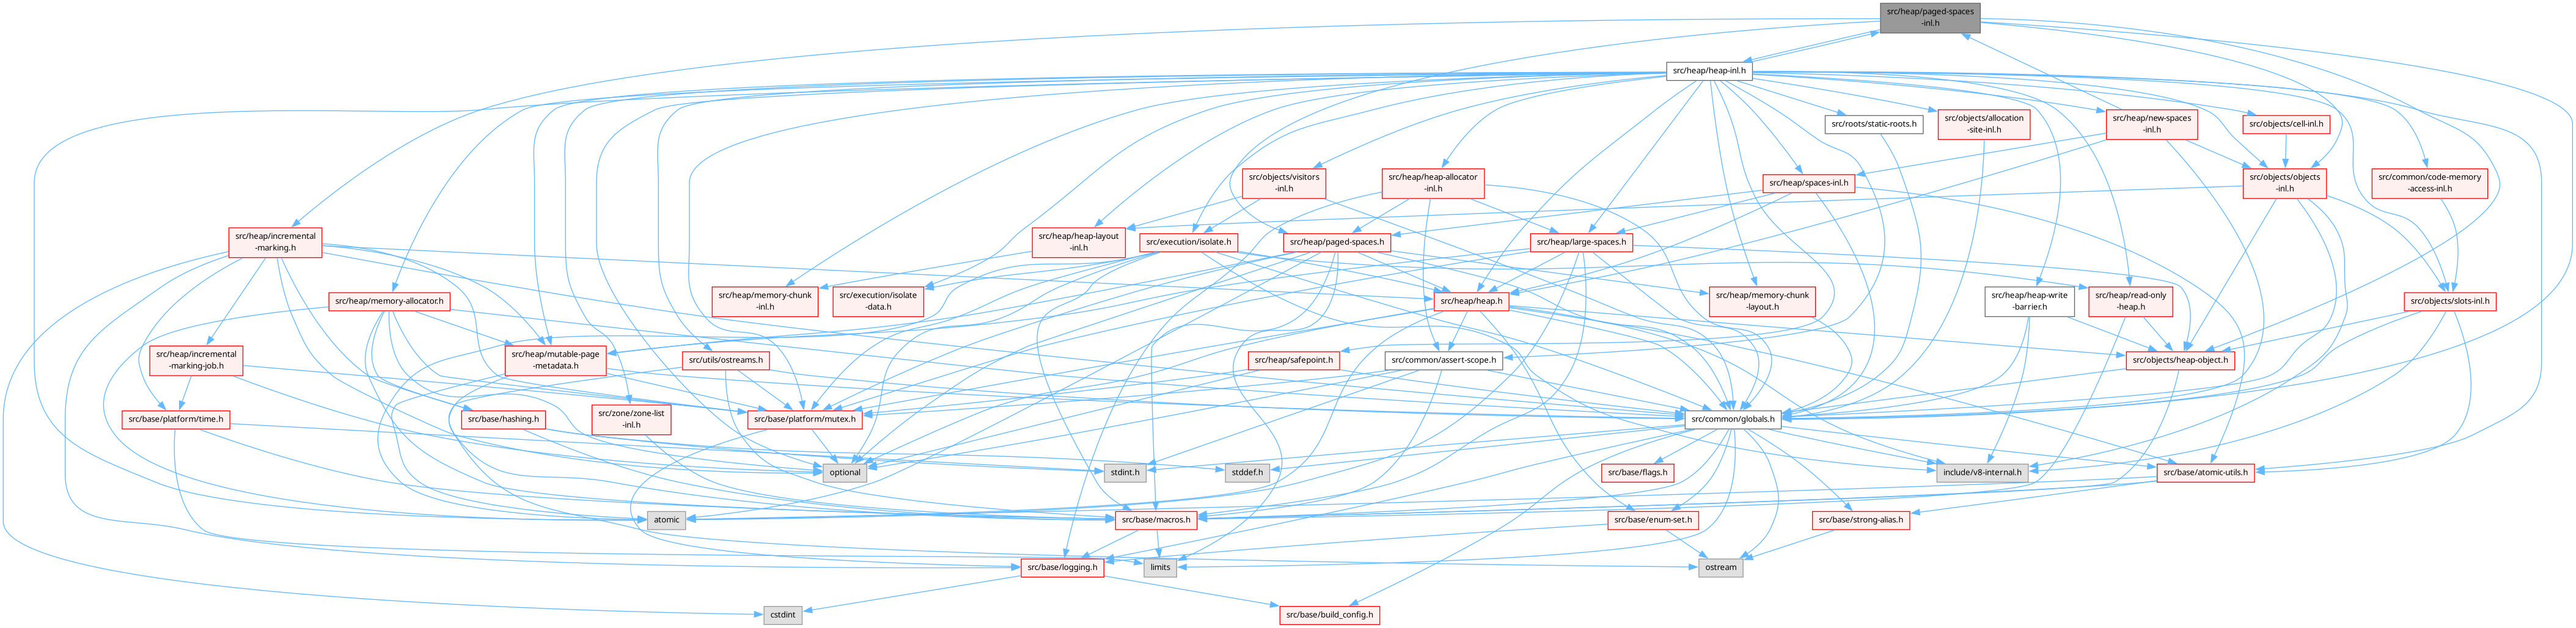 src/heap/paged-spaces
-inl.h
src/heap/heap-inl.h
src/roots/static-roots.h
src/objects/allocation
-site-inl.h
src/heap/new-spaces
-inl.h
src/objects/cell-inl.h
src/objects/visitors
-inl.h
src/heap/heap-allocator
-inl.h
src/heap/spaces-inl.h
src/objects/objects
-inl.h
src/common/code-memory
-access-inl.h
src/heap/incremental
-marking.h
src/heap/heap-layout
-inl.h
src/execution/isolate.h
src/heap/paged-spaces.h
src/heap/large-spaces.h
src/heap/memory-allocator.h
src/heap/memory-chunk
-inl.h
src/execution/isolate
-data.h
src/heap/heap.h
src/heap/memory-chunk
-layout.h
src/heap/heap-write
-barrier.h
src/heap/read-only
-heap.h
src/objects/slots-inl.h
src/heap/incremental
-marking-job.h
src/heap/mutable-page
-metadata.h
src/utils/ostreams.h
src/heap/safepoint.h
src/common/assert-scope.h
src/objects/heap-object.h
src/base/platform/time.h
src/base/hashing.h
src/zone/zone-list
-inl.h
src/base/platform/mutex.h
src/common/globals.h
optional
stdint.h
stddef.h
src/base/flags.h
include/v8-internal.h
src/base/atomic-utils.h
atomic
src/base/macros.h
src/base/enum-set.h
src/base/strong-alias.h
src/base/logging.h
limits
ostream
cstdint
src/base/build_config.h